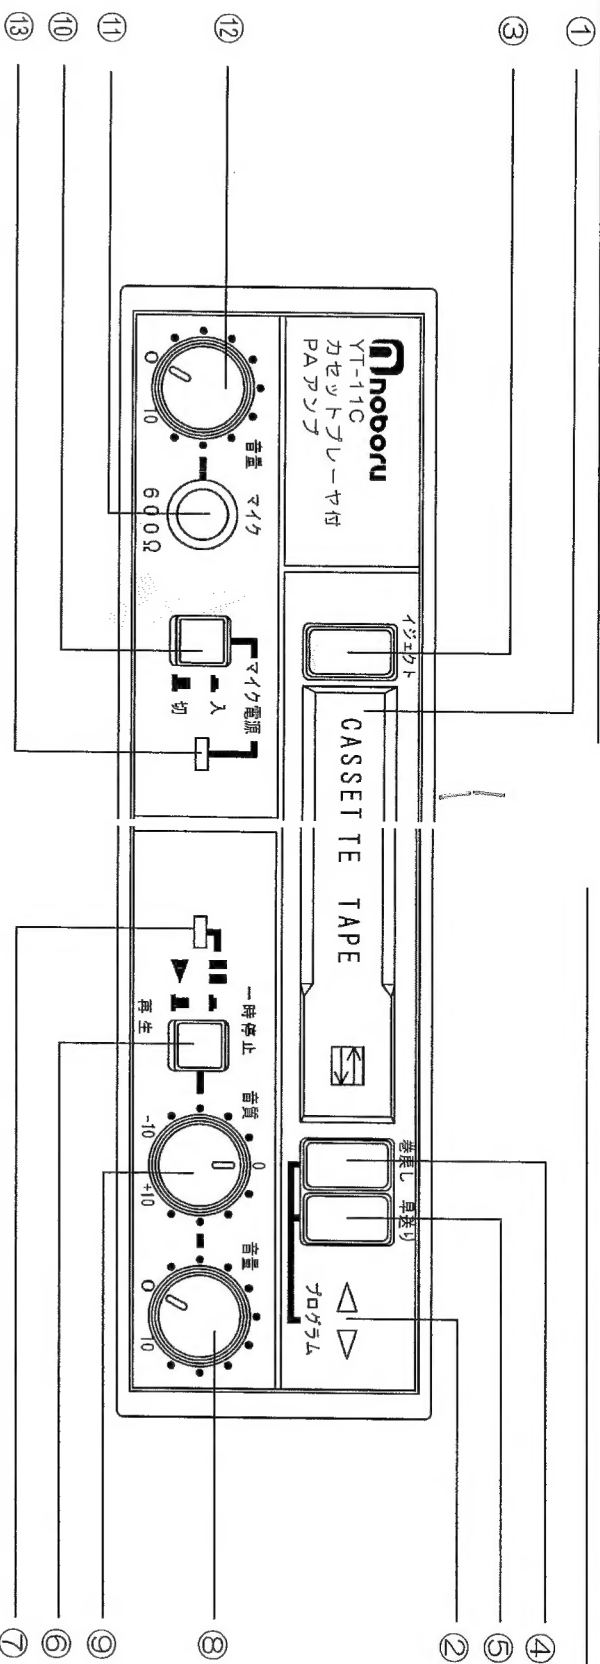 ⑬ ⑩ ⑪ ⑫ ③ ①
noboru
YT-11C
カセットプレーヤ付
PAアンプ
イジェクト
CASSETTE TAPE
巻戻し 早送り
◁ ▷
プログラム
音量 マイク
0 10
600Ω
マイク電源
入
切
一時停止
再生
音質
0
-10 +10
音量
0 10
⑦ ⑥ ⑨ ⑧ ② ⑤ ④